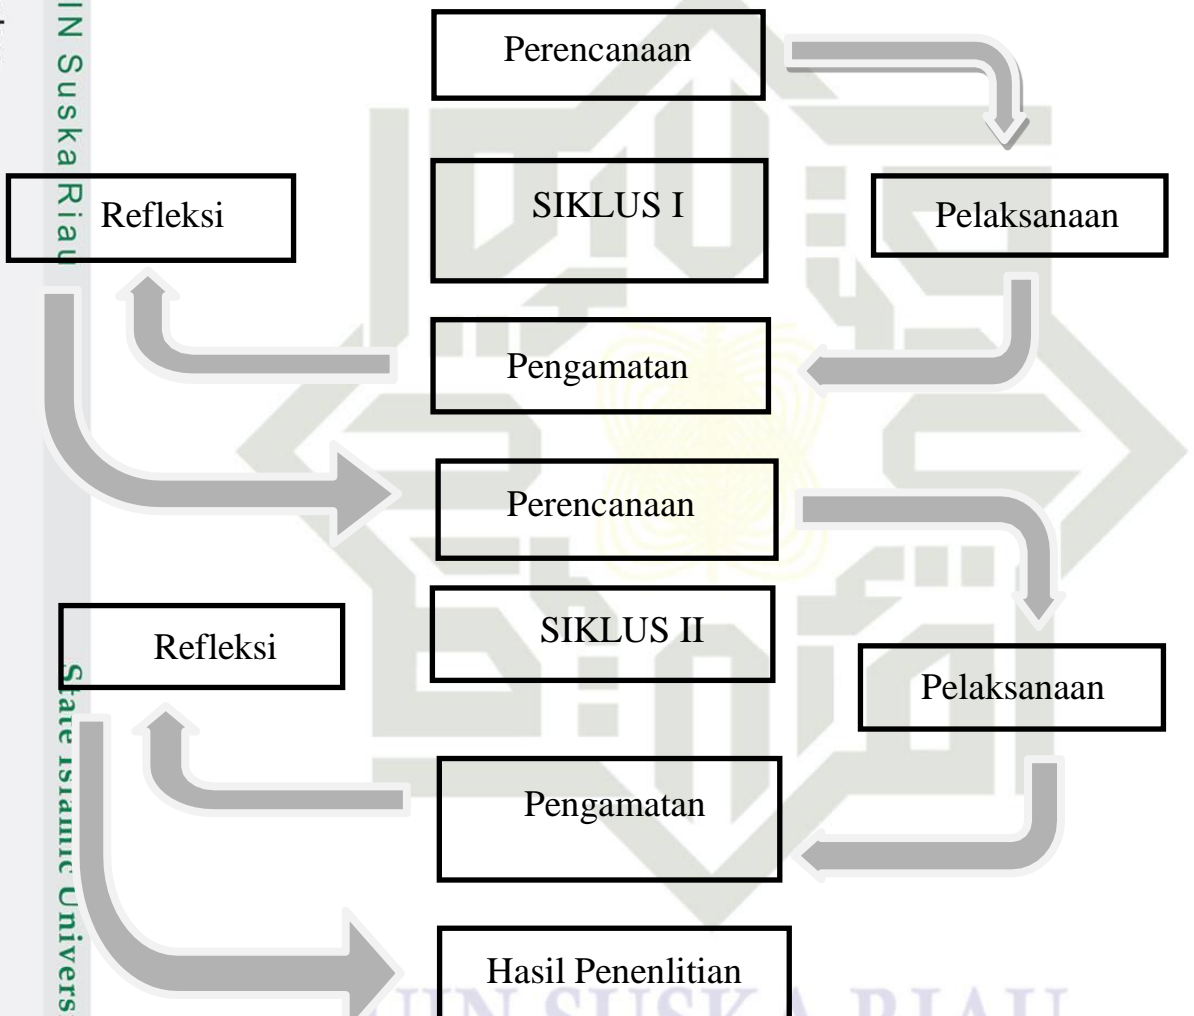 Perencanaan
SIKLUS I
Refleksi
Pelaksanaan
Pengamatan
Perencanaan
SIKLUS II
Refleksi
Pelaksanaan
Pengamatan
Hasil Penenlitian
IN Suska Riau
State Islamic Univers
UIN SUSKA RIAU